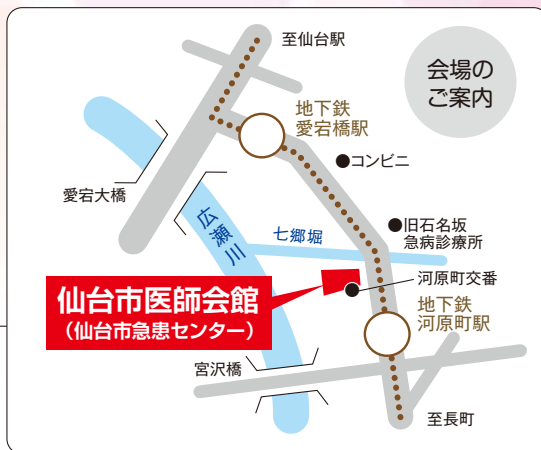 至仙台駅
会場の
ご案内
地下鉄
愛宕橋駅
コンビニ
愛宕大橋
広瀬川
七郷堀
旧石名坂
急病診療所
仙台市医師会館
（仙台市急患センター）
河原町交番
地下鉄
河原町駅
宮沢橋
至長町